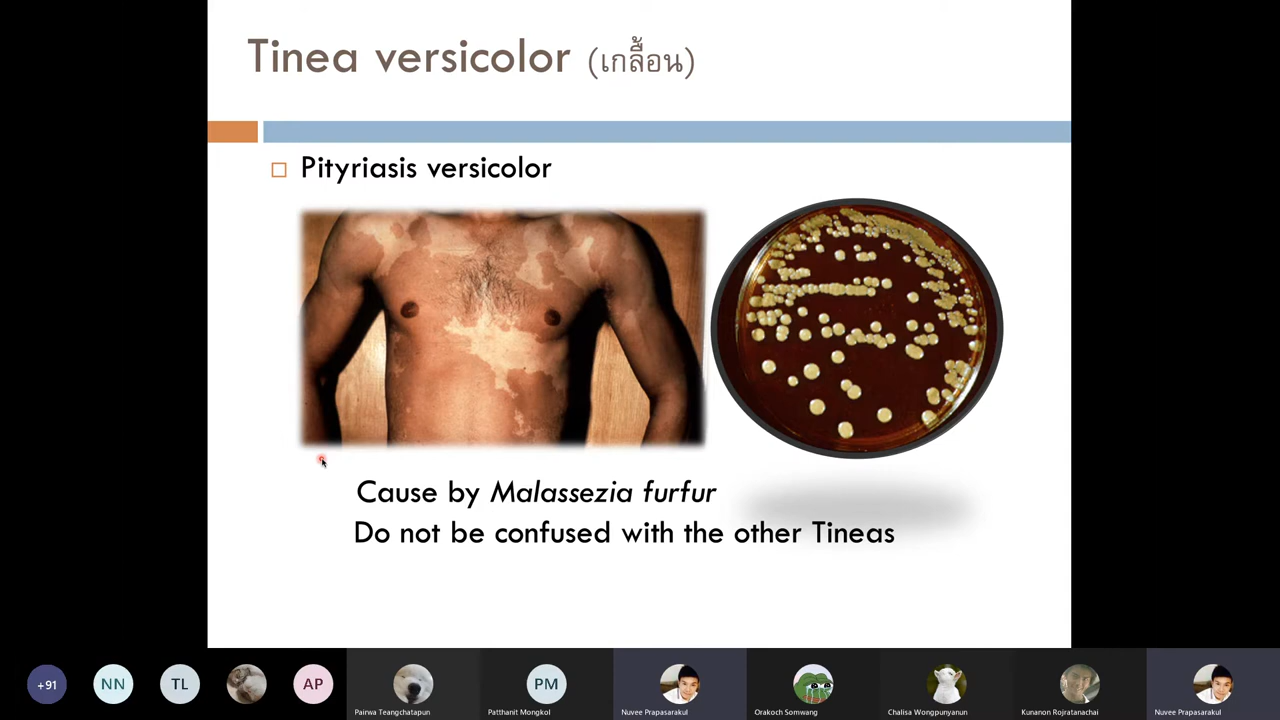 Tinea versicolor (เกลื้อน)
Pityriasis versicolor
Cause by Malassezia furfur
Do not be confused with the other Tineas
+91
NN
TL
AP
PM
Pairwa Teangchatapun
Patthanit Mongkol
Nuvee Prapasarakul
Orakoch Somwang
Chalisa Wongpunyanun
Kunanon Rojratanachai
Nuvee Prapasarakul